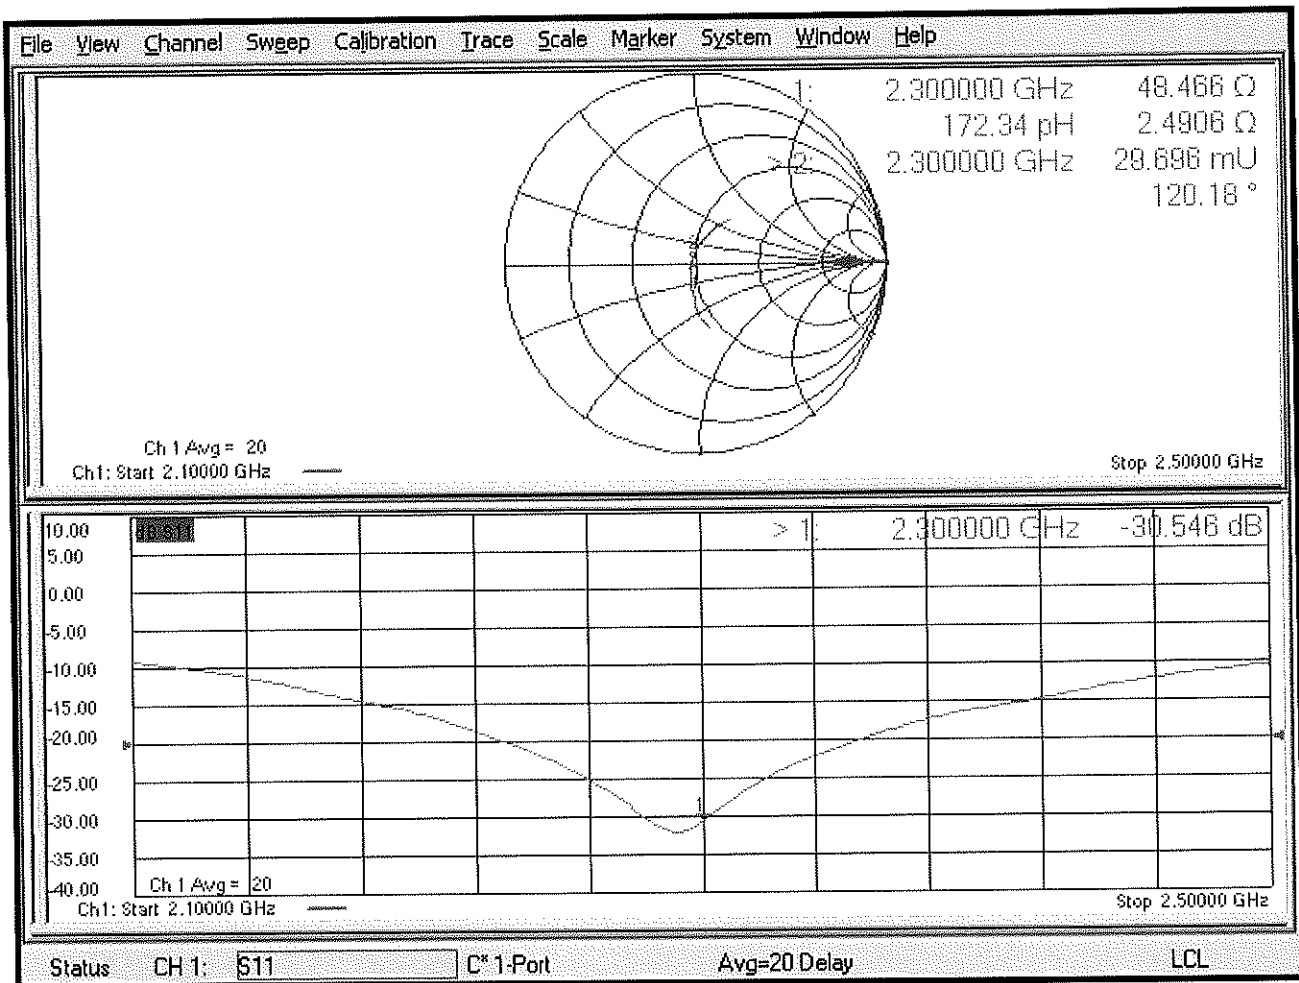 File View Channel Sweep Calibration Trace Scale Marker System Window Help
1: 2.300000 GHz 48.466 Ω
172.34 pH 2.4906 Ω
> 2: 2.300000 GHz 29.696 mU
120.18 °
Ch 1 Avg = 20
Ch1: Start 2.10000 GHz
Stop 2.50000 GHz
10.00 dB S11 > 1: 2.300000 GHz -30.546 dB
5.00
0.00
-5.00
-10.00
-15.00
-20.00
-25.00
-30.00 1
-35.00
-40.00
Ch 1 Avg = 20
Ch1: Start 2.10000 GHz
Stop 2.50000 GHz
Status CH 1: S11 C* 1-Port Avg=20 Delay LCL